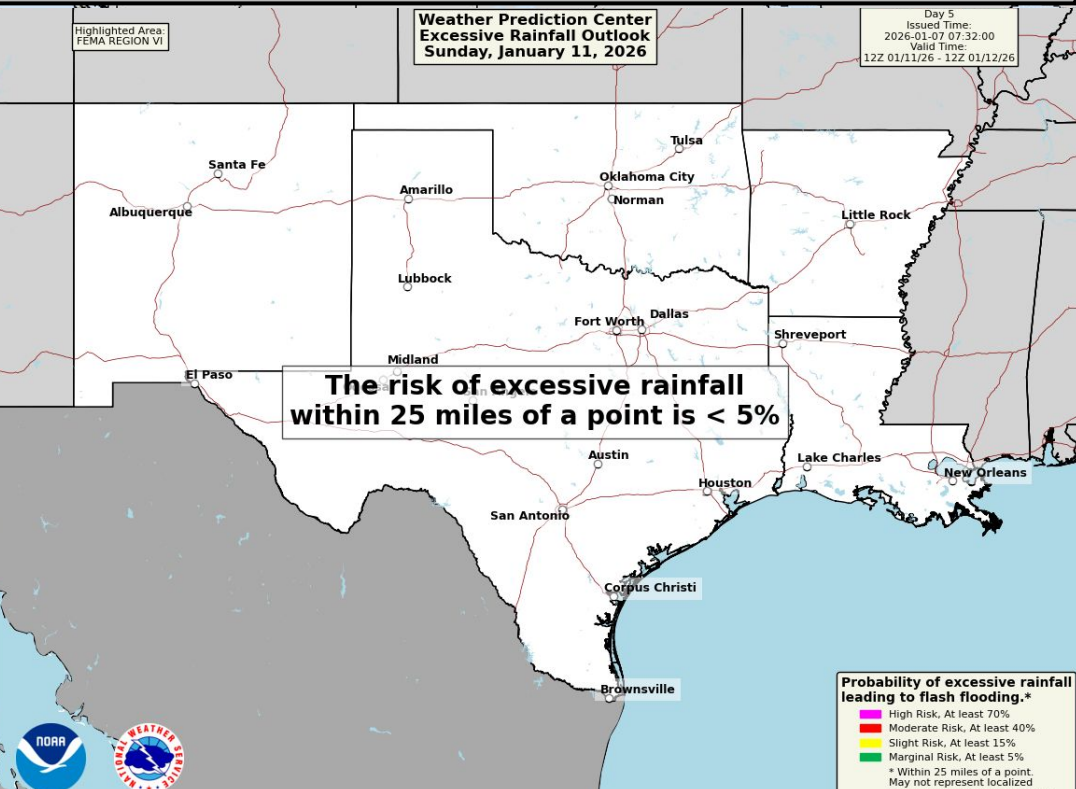 Highlighted Area:
FEMA REGION VI
Weather Prediction Center
Excessive Rainfall Outlook
Sunday, January 11, 2026
Day 5
Issued Time:
2026-01-07 07:32:00
Valid Time:
12Z 01/11/26 - 12Z 01/12/26
Tulsa
Santa Fe
Oklahoma City
Amarillo
Norman
Albuquerque
Little Rock
Lubbock
Dallas
Fort Worth
Shreveport
Midland
El Paso
The risk of excessive rainfall
within 25 miles of a point is < 5%
Austin
Lake Charles
New Orleans
Houston
San Antonio
Corpus Christi
Brownsville
Probability of excessive rainfall
leading to flash flooding.*
High Risk, At least 70%
Moderate Risk, At least 40%
Slight Risk, At least 15%
Marginal Risk, At least 5%
* Within 25 miles of a point.
May not represent localized
NOAA
NATIONAL WEATHER SERVICE